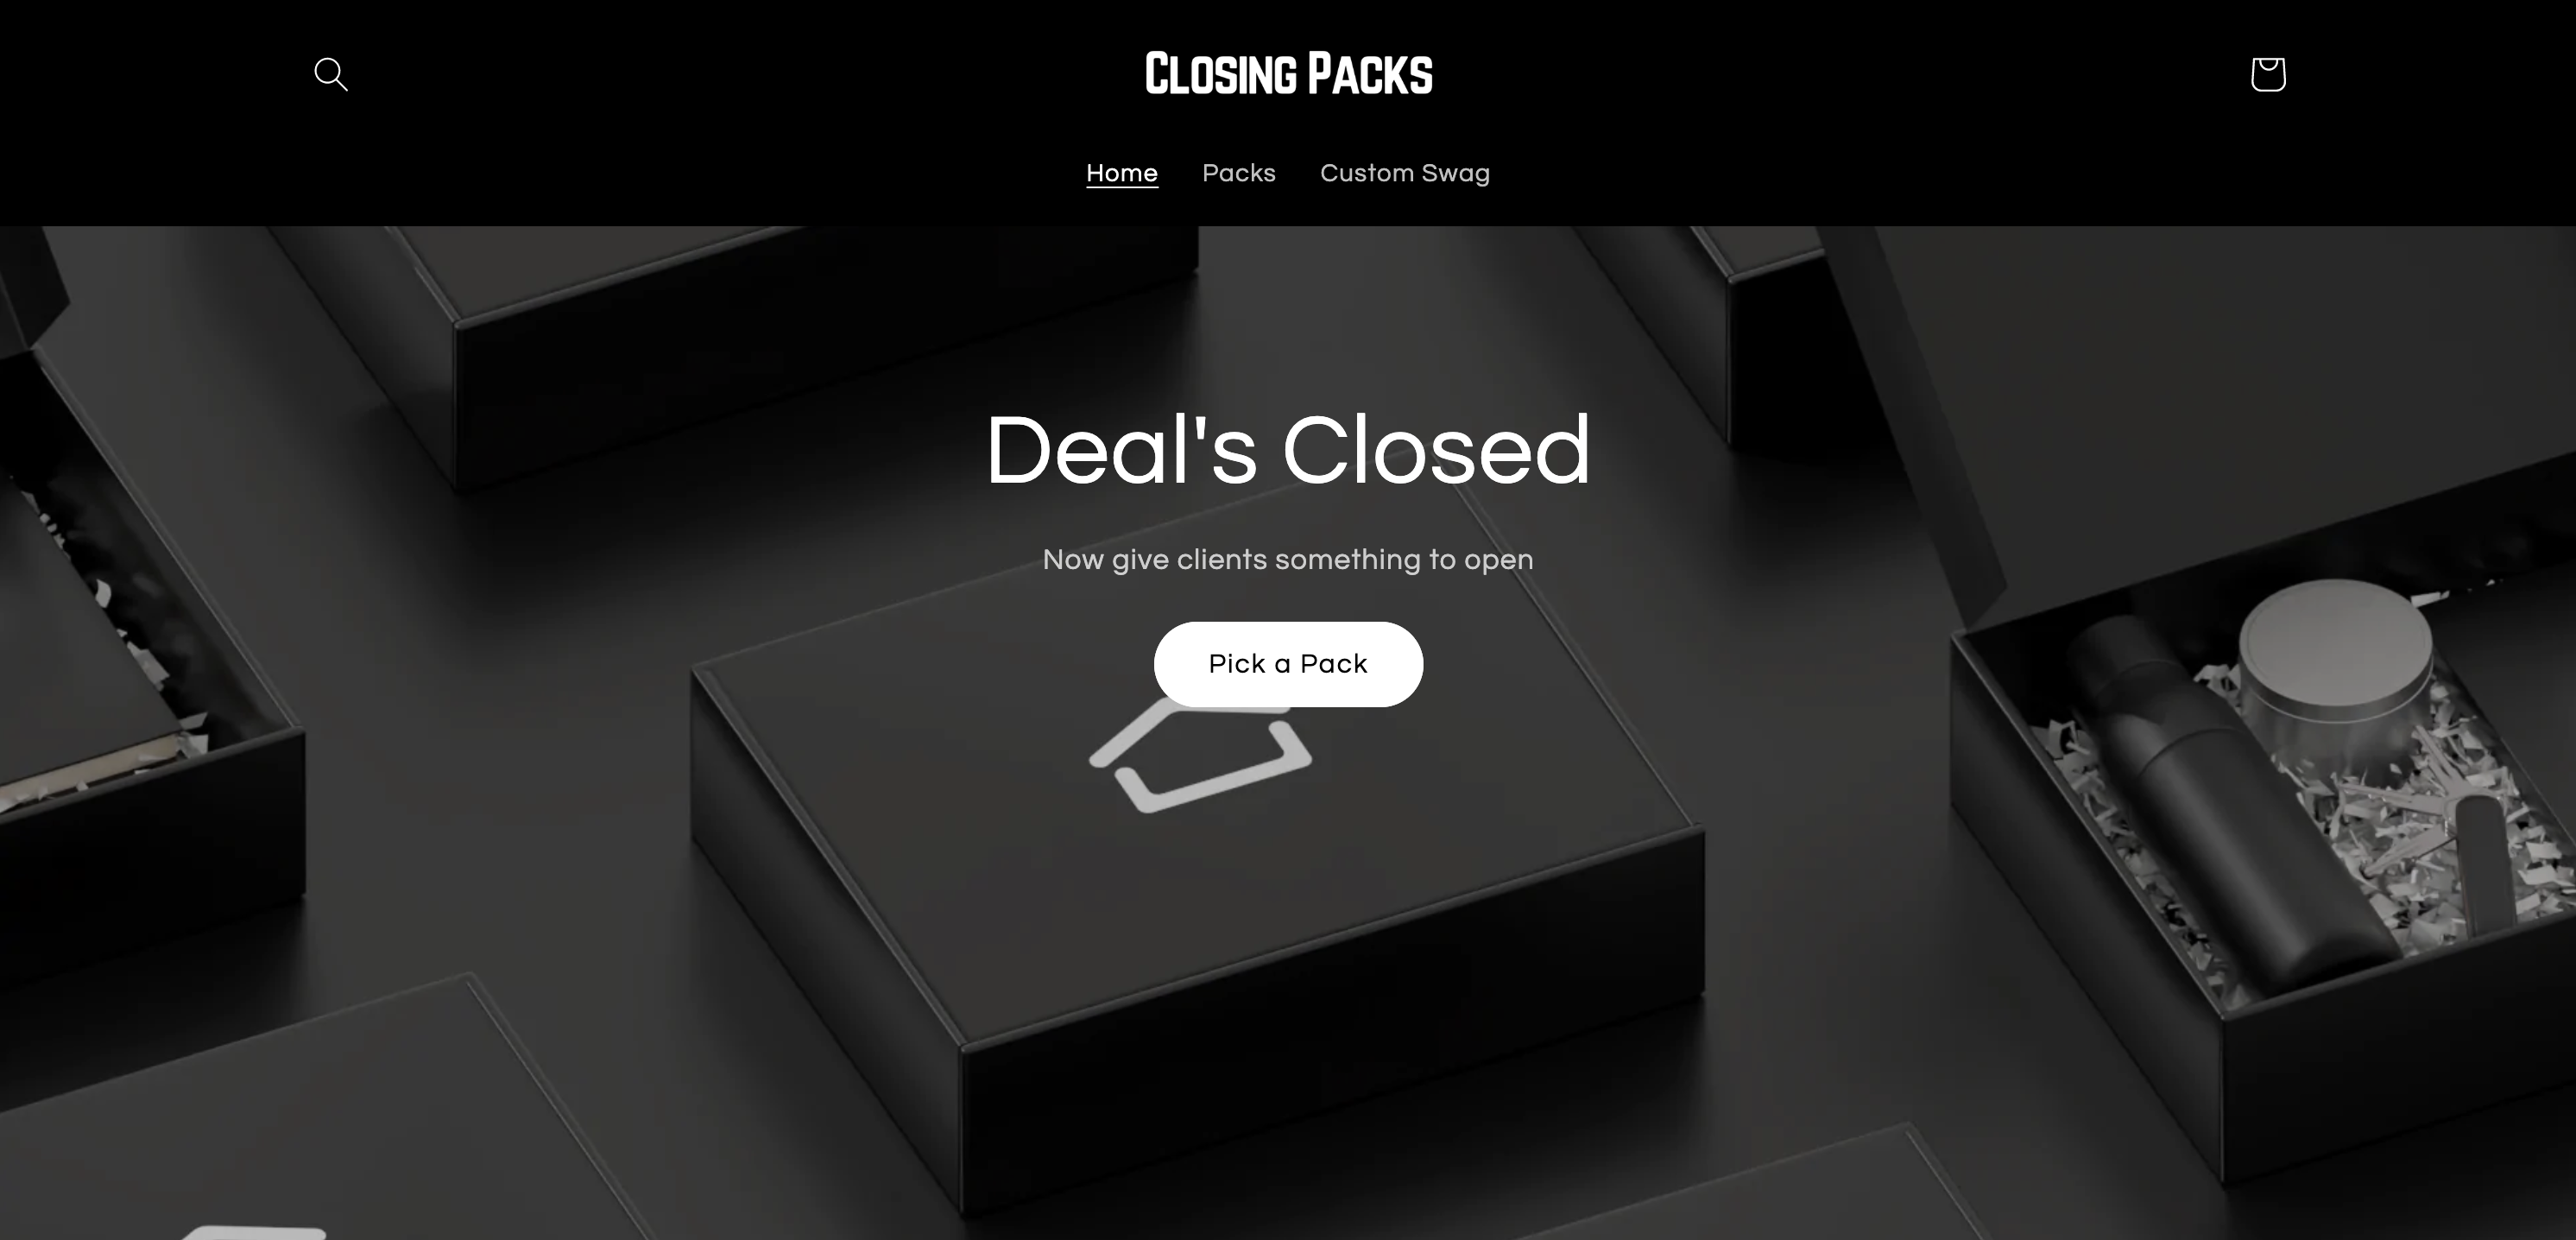 Closing Packs
Home Packs Custom Swag
Deal's Closed
Now give clients something to open
Pick a Pack